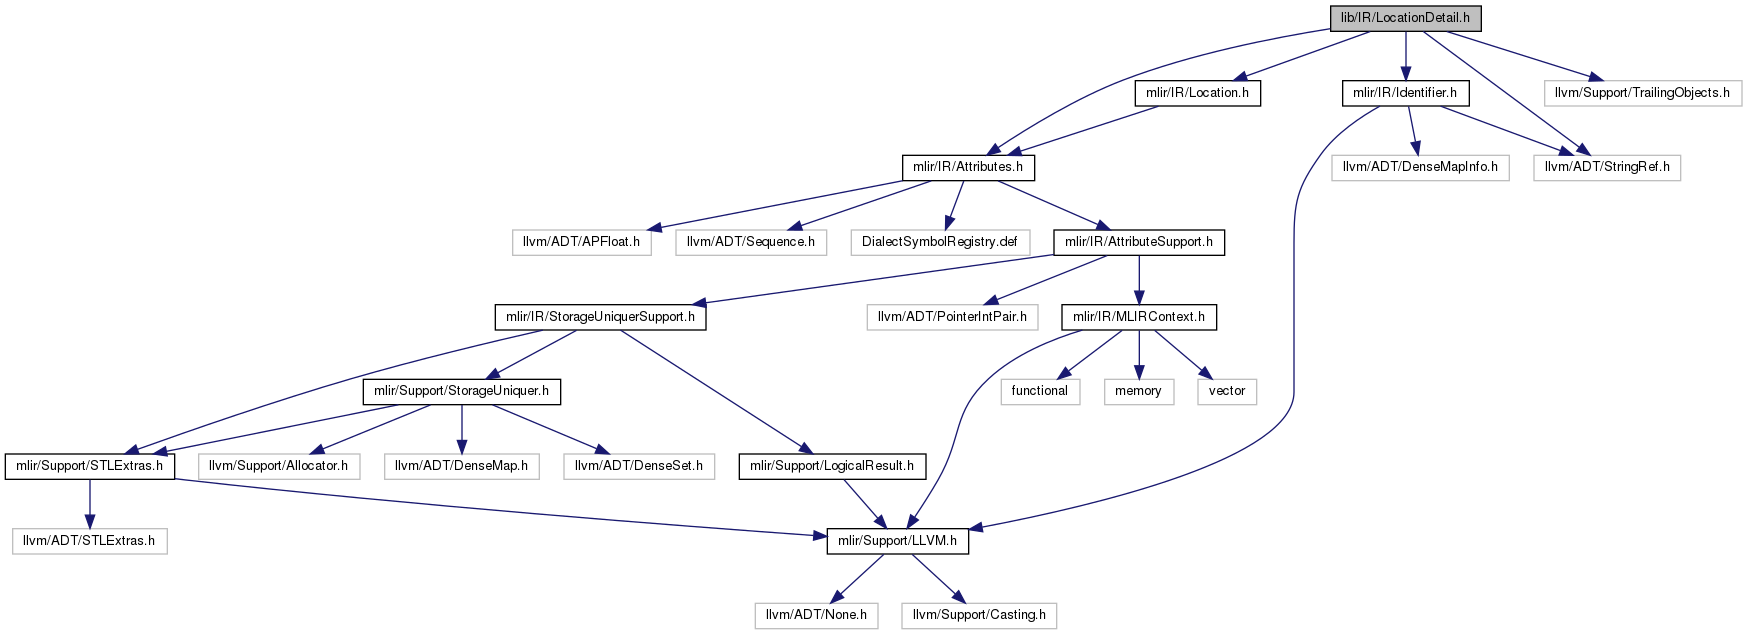 lib/IR/LocationDetail.h
mlir/IR/Location.h
mlir/IR/Identifier.h
llvm/Support/TrailingObjects.h
mlir/IR/Attributes.h
llvm/ADT/DenseMapInfo.h
llvm/ADT/StringRef.h
llvm/ADT/APFloat.h
llvm/ADT/Sequence.h
DialectSymbolRegistry.def
mlir/IR/AttributeSupport.h
mlir/IR/StorageUniquerSupport.h
llvm/ADT/PointerIntPair.h
mlir/IR/MLIRContext.h
mlir/Support/StorageUniquer.h
functional
memory
vector
mlir/Support/STLExtras.h
llvm/Support/Allocator.h
llvm/ADT/DenseMap.h
llvm/ADT/DenseSet.h
mlir/Support/LogicalResult.h
llvm/ADT/STLExtras.h
mlir/Support/LLVM.h
llvm/ADT/None.h
llvm/Support/Casting.h